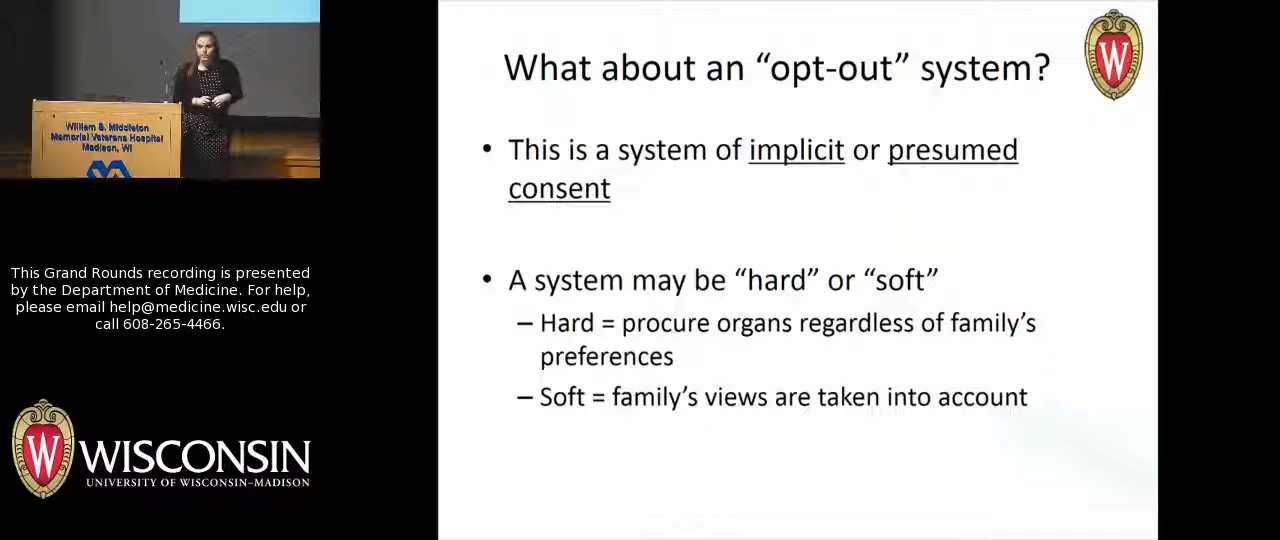 William S. Middleton
Memorial Veterans Hospital
Madison, WI
This Grand Rounds recording is presented
by the Department of Medicine. For help,
please email help@medicine.wisc.edu or
call 608-265-4466.
W
WISCONSIN
UNIVERSITY OF WISCONSIN–MADISON
What about an “opt-out” system?
W
• This is a system of implicit or presumed
consent
• A system may be “hard” or “soft”
– Hard = procure organs regardless of family’s
preferences
– Soft = family’s views are taken into account